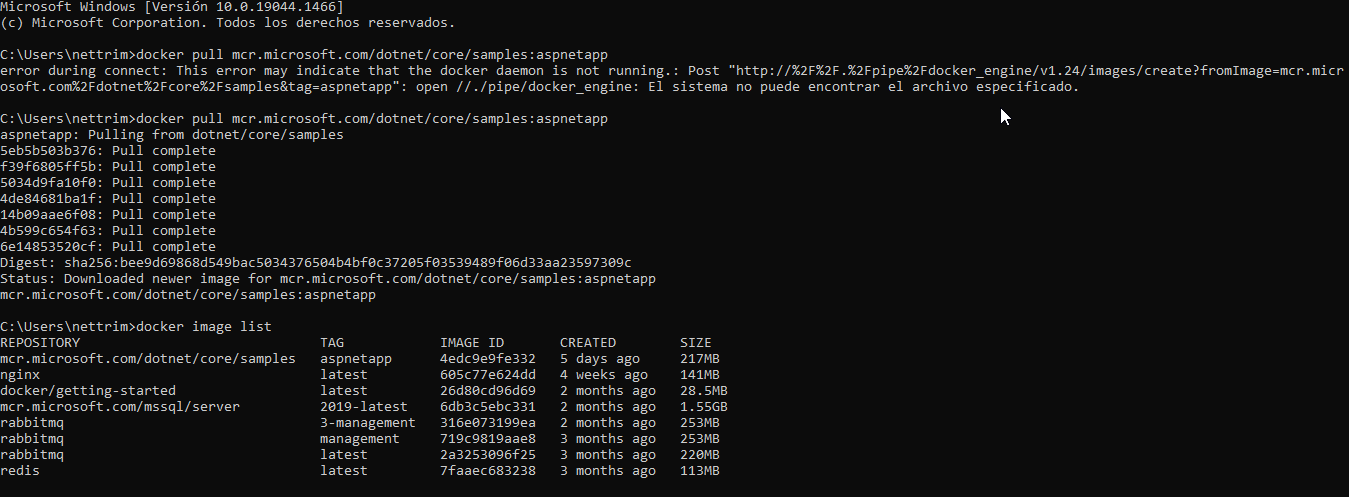 Microsoft Windows [Versión 10.0.19044.1466]
(c) Microsoft Corporation. Todos los derechos reservados.
C:\Users\nettrim>docker pull mcr.microsoft.com/dotnet/core/samples:aspnetapp
error during connect: This error may indicate that the docker daemon is not running.: Post "http://%2F%2F.%2Fpipe%2Fdocker_engine/v1.24/images/create?fromImage=mcr.micr
osoft.com%2Fdotnet%2Fcore%2Fsamples&tag=aspnetapp": open //./pipe/docker_engine: El sistema no puede encontrar el archivo especificado.
C:\Users\nettrim>docker pull mcr.microsoft.com/dotnet/core/samples:aspnetapp
aspnetapp: Pulling from dotnet/core/samples
5eb5b503b376: Pull complete
f39f6805ff5b: Pull complete
5034d9fa10f0: Pull complete
4de84681ba1f: Pull complete
14b09aae6f08: Pull complete
4b599c654f63: Pull complete
6e14853520cf: Pull complete
Digest: sha256:bee9d69868d549bac5034376504b4bf0c37205f03539489f06d33aa23597309c
Status: Downloaded newer image for mcr.microsoft.com/dotnet/core/samples:aspnetapp
mcr.microsoft.com/dotnet/core/samples:aspnetapp
C:\Users\nettrim>docker image list
REPOSITORY TAG IMAGE ID CREATED SIZE
mcr.microsoft.com/dotnet/core/samples aspnetapp 4edc9e9fe332 5 days ago 217MB
nginx latest 605c77e624dd 4 weeks ago 141MB
docker/getting-started latest 26d80cd96d69 2 months ago 28.5MB
mcr.microsoft.com/mssql/server 2019-latest 6db3c5ebc331 2 months ago 1.55GB
rabbitmq 3-management 316e073199ea 2 months ago 253MB
rabbitmq management 719c9819aae8 3 months ago 253MB
rabbitmq latest 2a3253096f25 3 months ago 220MB
redis latest 7faaec683238 3 months ago 113MB